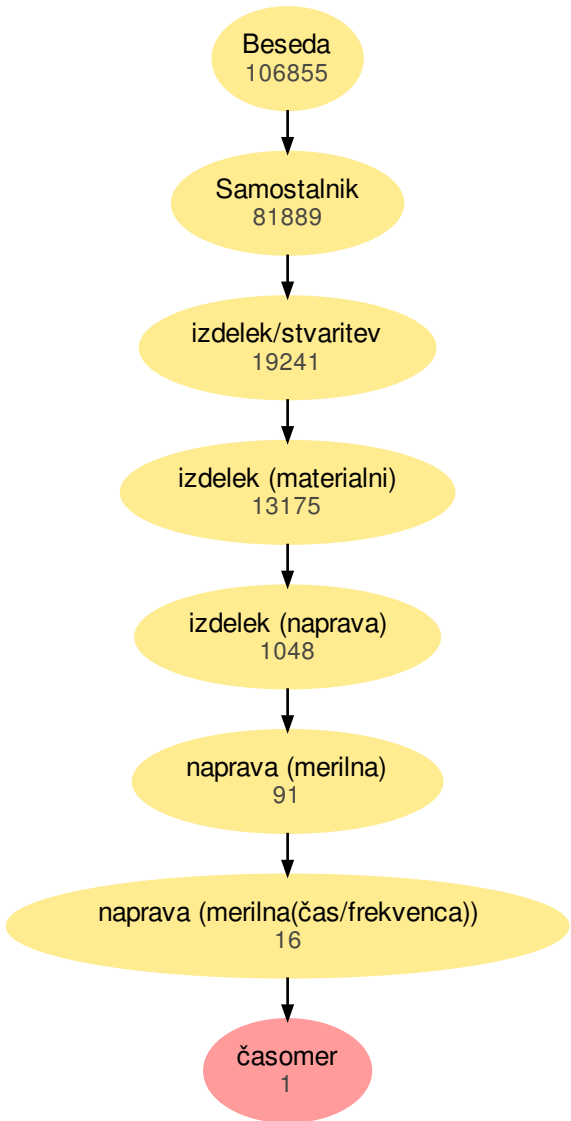 Beseda
106855
Samostalnik
81889
izdelek/stvaritev
19241
izdelek (materialni)
13175
izdelek (naprava)
1048
naprava (merilna)
91
naprava (merilna(čas/frekvenca))
16
časomer
1